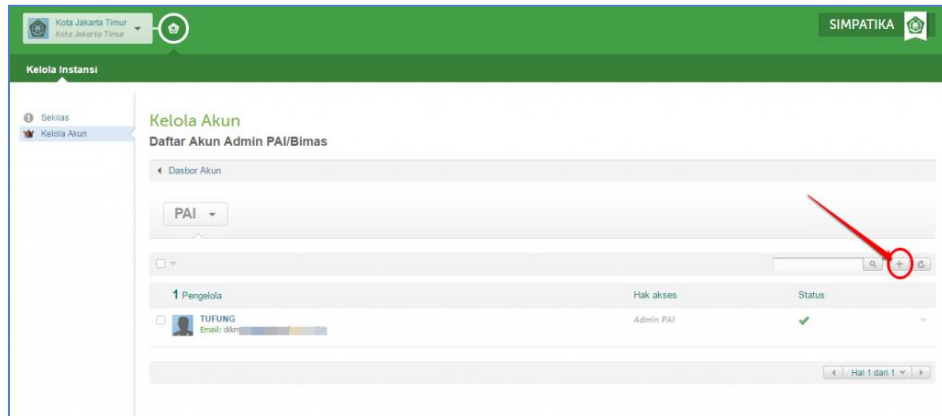 Kota Jakarta Timur
Kota Jakarta Timur
SIMPATIKA
Kelola Instansi
Sekilas
Kelola Akun
Kelola Akun
Daftar Akun Admin PAI/Bimas
Dasbor Akun
PAI
1 Pengelola Hak akses Status
TUFUNG Admin PAI
Email:
Hal 1 dari 1